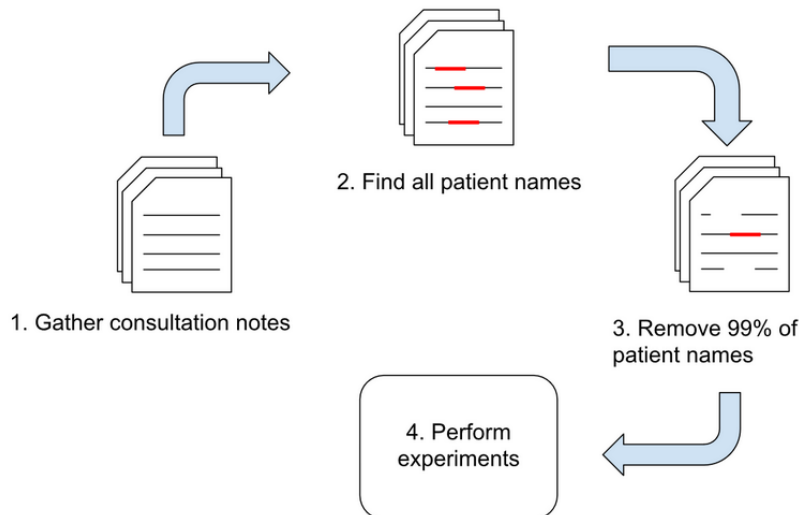 1. Gather consultation notes
2. Find all patient names
3. Remove 99% of
patient names
4. Perform
experiments